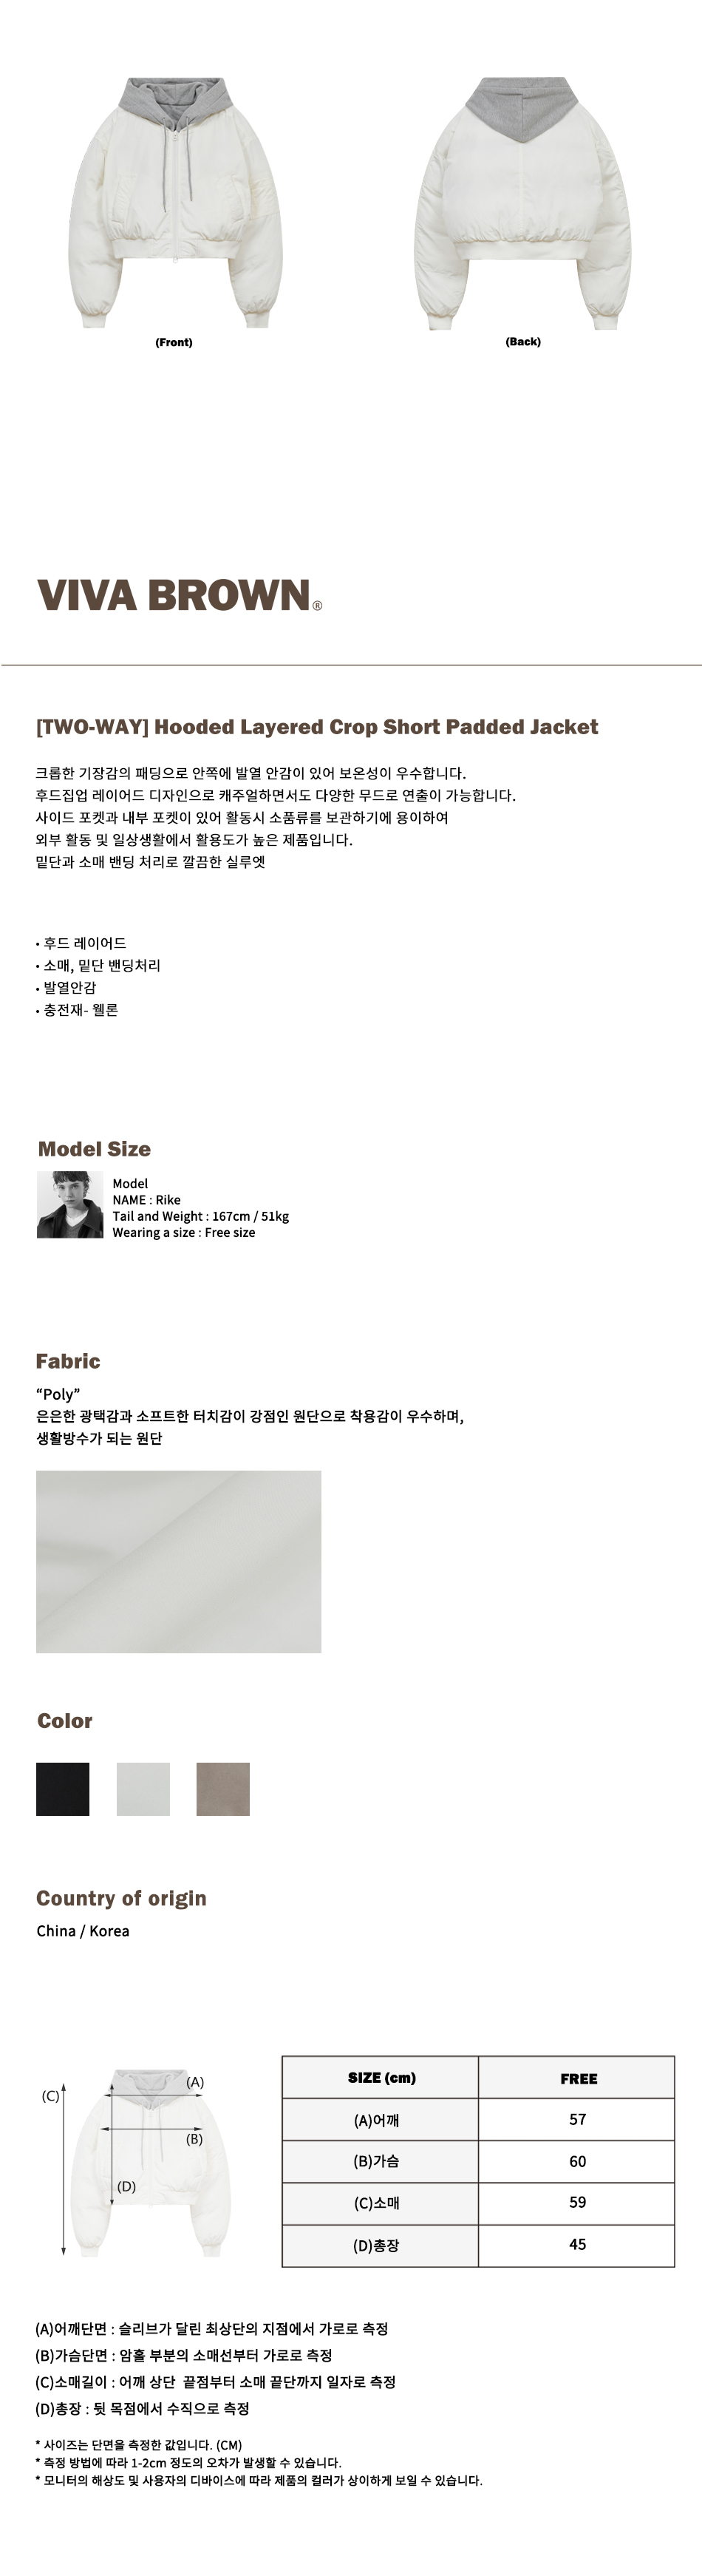 (Front)
(Back)
VIVA BROWN®
[TWO-WAY] Hooded Layered Crop Short Padded Jacket
크롭한 기장감의 패딩으로 안쪽에 발열 안감이 있어 보온성이 우수합니다.
후드집업 레이어드 디자인으로 캐주얼하면서도 다양한 무드로 연출이 가능합니다.
사이드 포켓과 내부 포켓이 있어 활동시 소품류를 보관하기에 용이하여
외부 활동 및 일상생활에서 활용도가 높은 제품입니다.
밑단과 소매 밴딩 처리로 깔끔한 실루엣
• 후드 레이어드
• 소매, 밑단 밴딩처리
• 발열안감
• 충전재- 웰론
Model Size
Model
NAME : Rike
Tail and Weight : 167cm / 51kg
Wearing a size : Free size
Fabric
“Poly”
은은한 광택감과 소프트한 터치감이 강점인 원단으로 착용감이 우수하며,
생활방수가 되는 원단
Color
Country of origin
China / Korea
(A)
(C)
(B)
(D)
SIZE (cm) FREE
(A)어깨 57
(B)가슴 60
(C)소매 59
(D)총장 45
(A)어깨단면 : 슬리브가 달린 최상단의 지점에서 가로로 측정
(B)가슴단면 : 암홀 부분의 소매선부터 가로로 측정
(C)소매길이 : 어깨 상단 끝점부터 소매 끝단까지 일자로 측정
(D)총장 : 뒷 목점에서 수직으로 측정
* 사이즈는 단면을 측정한 값입니다. (CM)
* 측정 방법에 따라 1-2cm 정도의 오차가 발생할 수 있습니다.
* 모니터의 해상도 및 사용자의 디바이스에 따라 제품의 컬러가 상이하게 보일 수 있습니다.